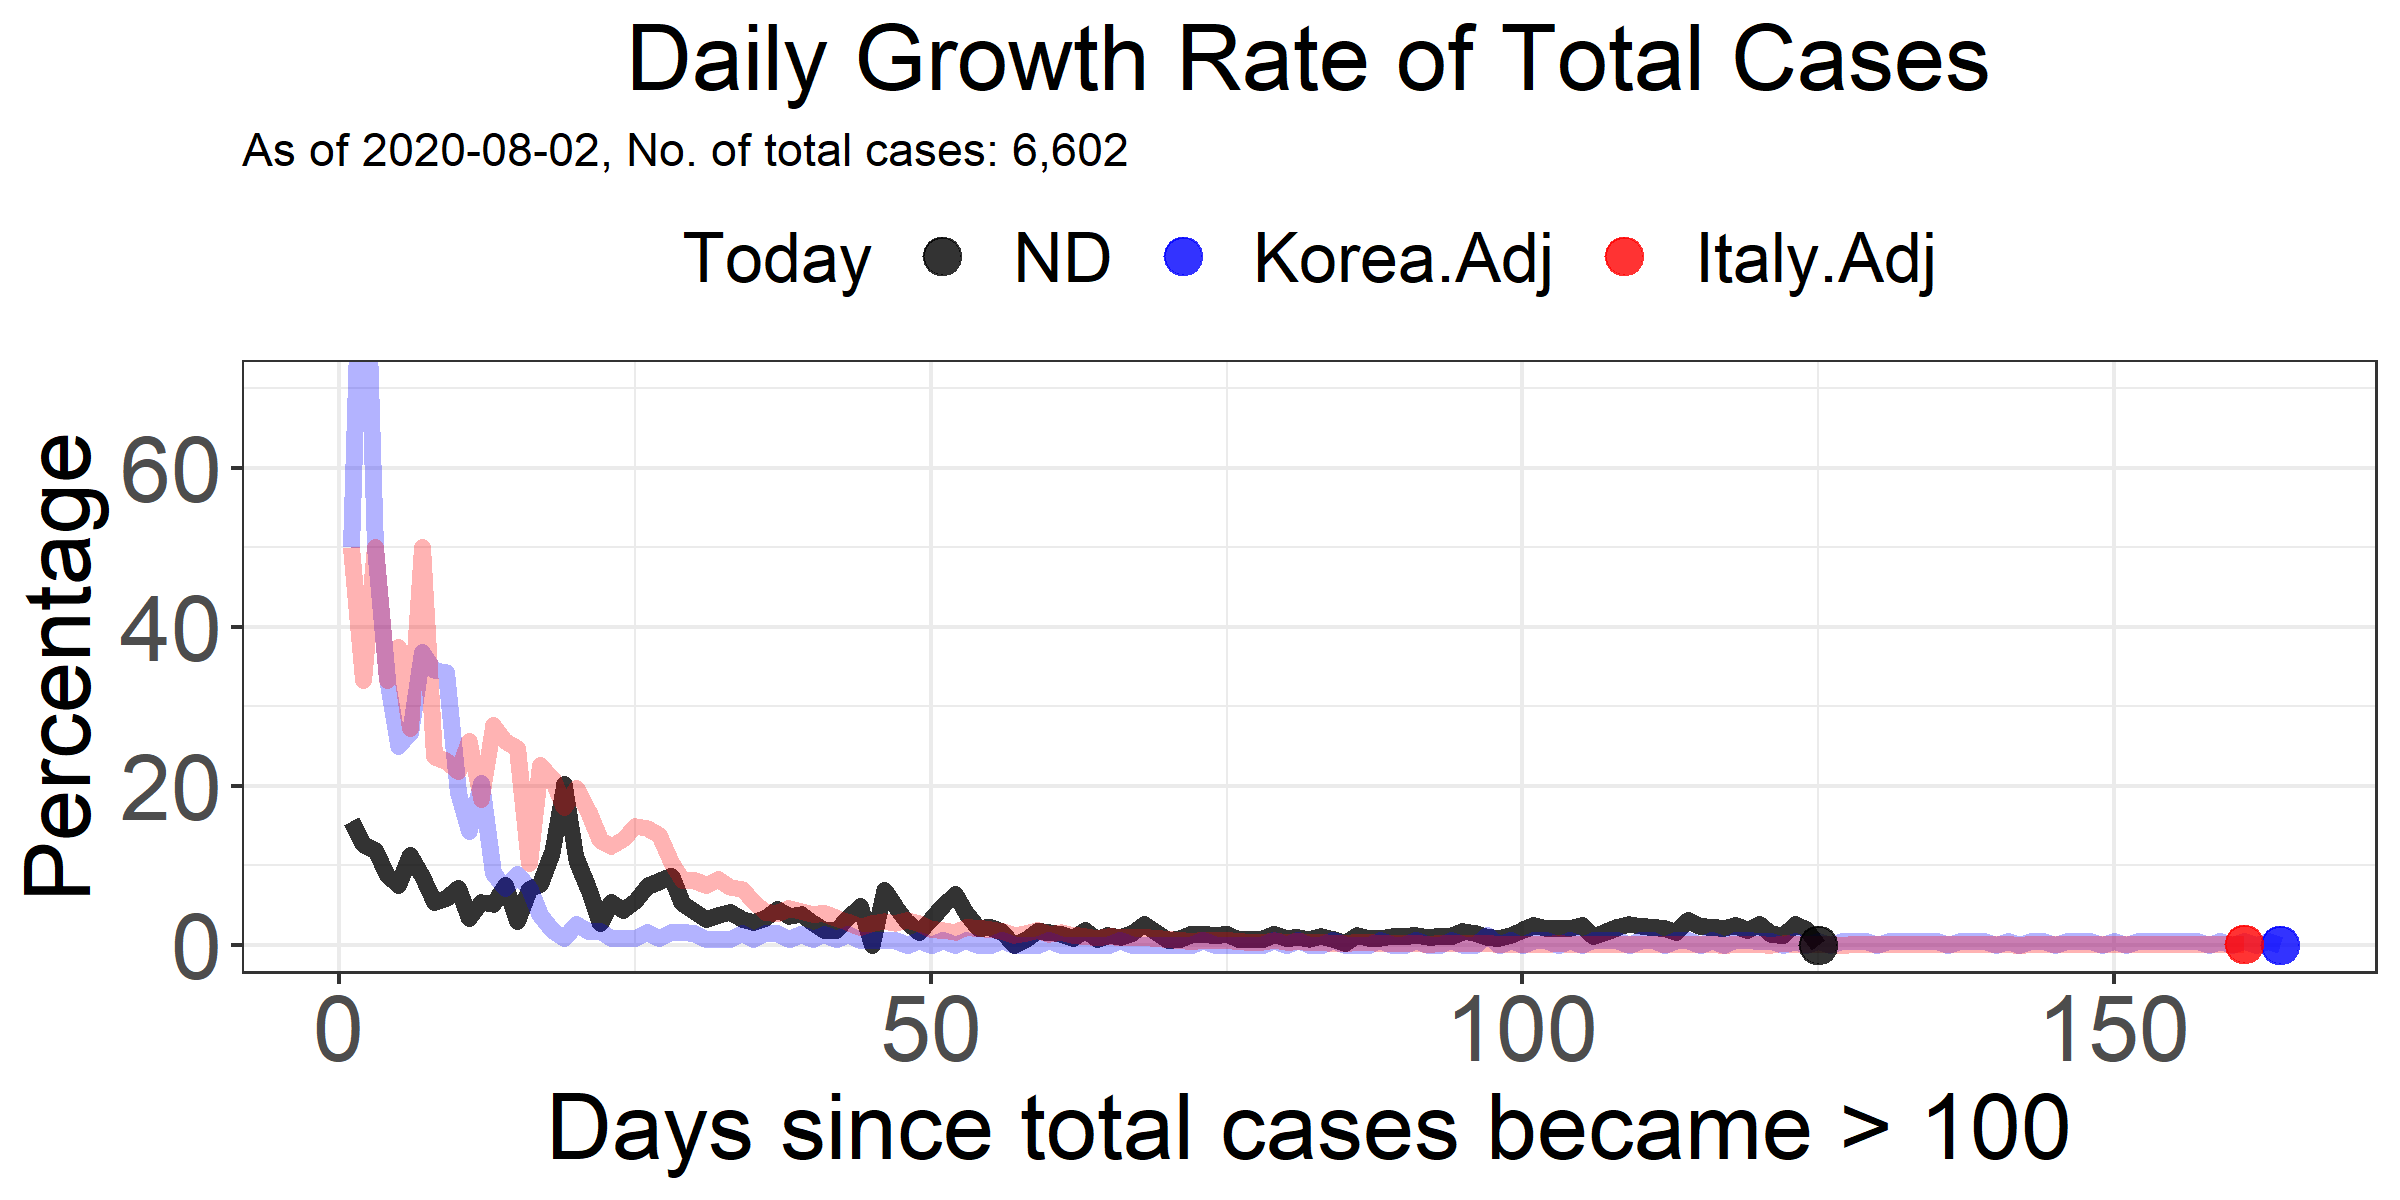 Daily Growth Rate of Total Cases
As of 2020-08-02, No. of total cases: 6,602
Today ND Korea.Adj Italy.Adj
Percentage
60
40
20
0
0 50 100 150
Days since total cases became > 100